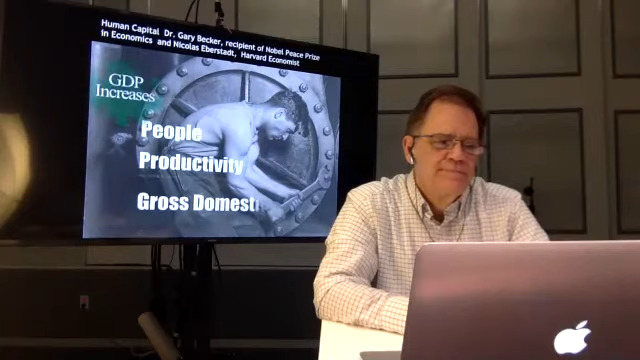 Human Capital  Dr. Gary Becker, recipient of Nobel Peace Prize
in Economics  and Nicolas Eberstadt,  Harvard Economist
GDP
Increases
People
Productivity
Gross Domest